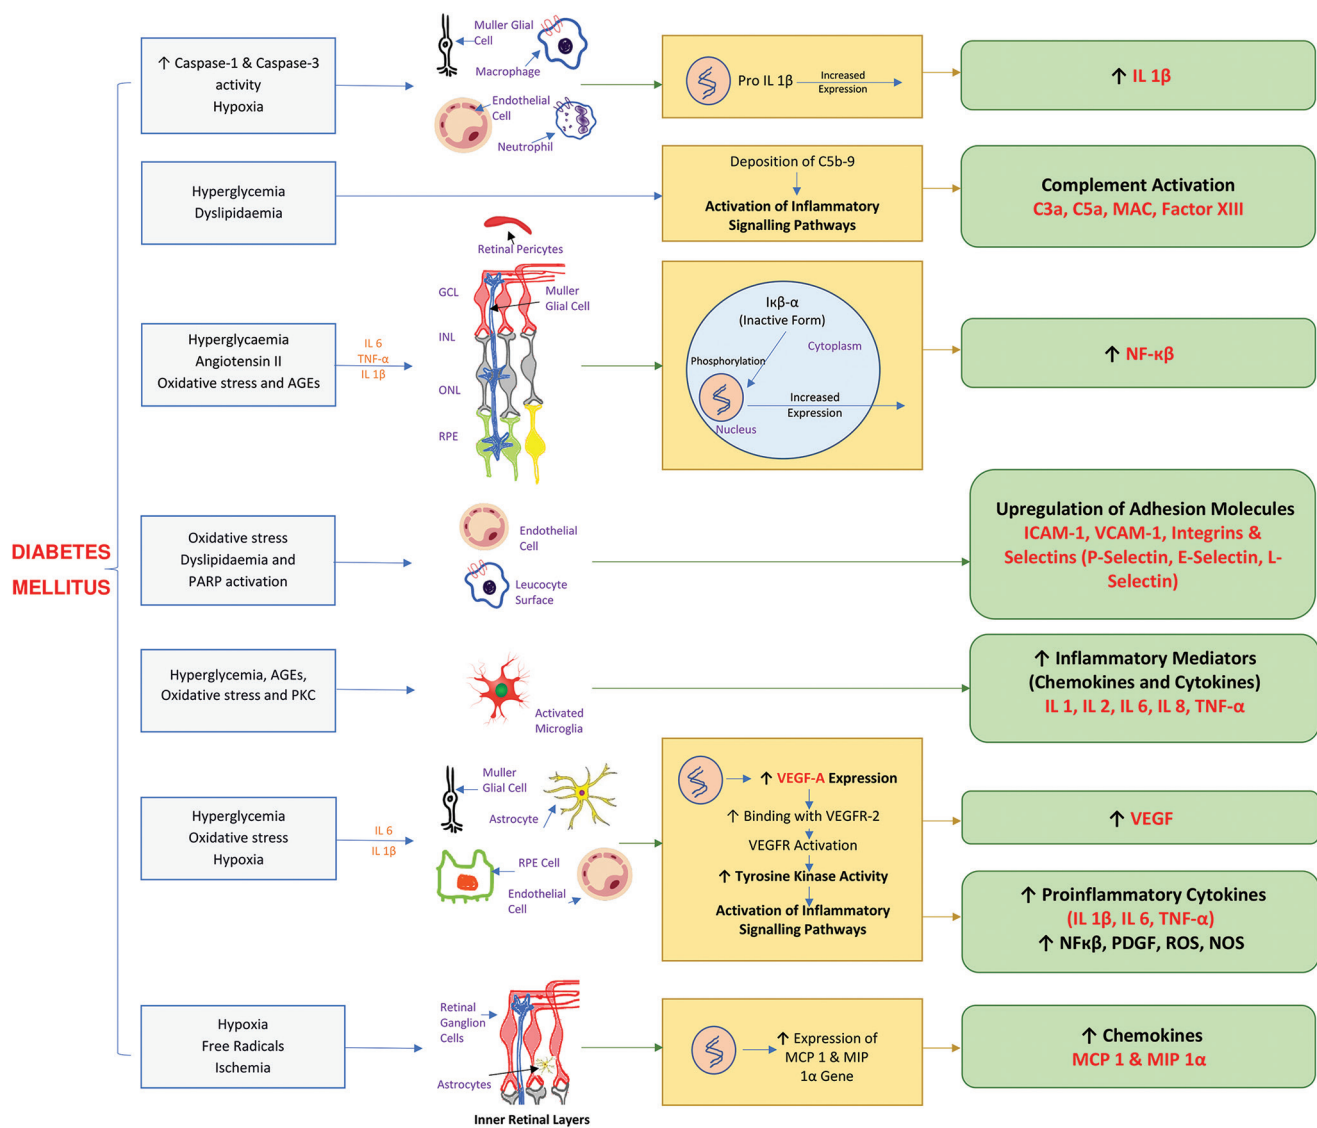 DIABETES
MELLITUS
↑ Caspase-1 & Caspase-3
activity
Hypoxia
Muller Glial
Cell
Macrophage
Endothelial
Cell
Neutrophil
Pro IL 1β
Increased
Expression
↑ IL 1β
Hyperglycemia
Dyslipidaemia
Deposition of C5b-9
Activation of Inflammatory
Signalling Pathways
Complement Activation
C3a, C5a, MAC, Factor XIII
Hyperglycaemia
Angiotensin II
Oxidative stress and AGEs
IL 6
TNF-α
IL 1β
Retinal Pericytes
GCL
Muller
Glial Cell
INL
ONL
RPE
Iκβ-α
(Inactive Form)
Cytoplasm
Phosphorylation
Increased
Expression
Nucleus
↑ NF-κβ
Oxidative stress
Dyslipidaemia and
PARP activation
Endothelial
Cell
Leucocyte
Surface
Upregulation of Adhesion Molecules
ICAM-1, VCAM-1, Integrins &
Selectins (P-Selectin, E-Selectin, L-
Selectin)
Hyperglycemia, AGEs,
Oxidative stress and PKC
Activated
Microglia
↑ Inflammatory Mediators
(Chemokines and Cytokines)
IL 1, IL 2, IL 6, IL 8, TNF-α
Hyperglycemia
Oxidative stress
Hypoxia
IL 6
IL 1β
Muller
Glial Cell
Astrocyte
RPE Cell
Endothelial
Cell
↑ VEGF-A Expression
↑ Binding with VEGFR-2
VEGFR Activation
↑ Tyrosine Kinase Activity
Activation of Inflammatory
Signalling Pathways
↑ VEGF
↑ Proinflammatory Cytokines
(IL 1β, IL 6, TNF-α)
↑ NFκβ, PDGF, ROS, NOS
Hypoxia
Free Radicals
Ischemia
Retinal
Ganglion
Cells
Astrocytes
Inner Retinal Layers
↑ Expression of
MCP 1 & MIP
1α Gene
↑ Chemokines
MCP 1 & MIP 1α